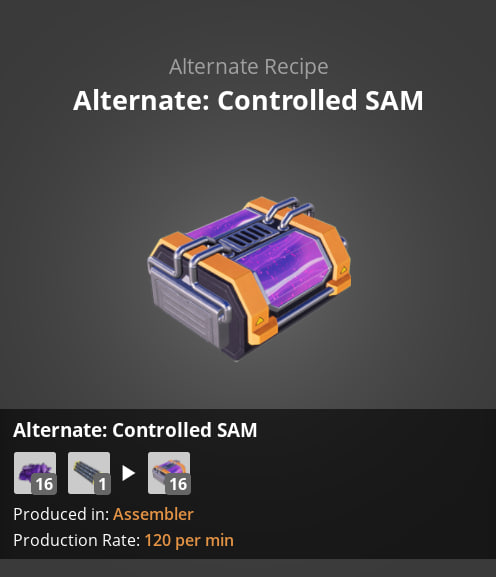 Alternate Recipe
Alternate: Controlled SAM
Alternate: Controlled SAM
16 1 16
Produced in: Assembler
Production Rate: 120 per min